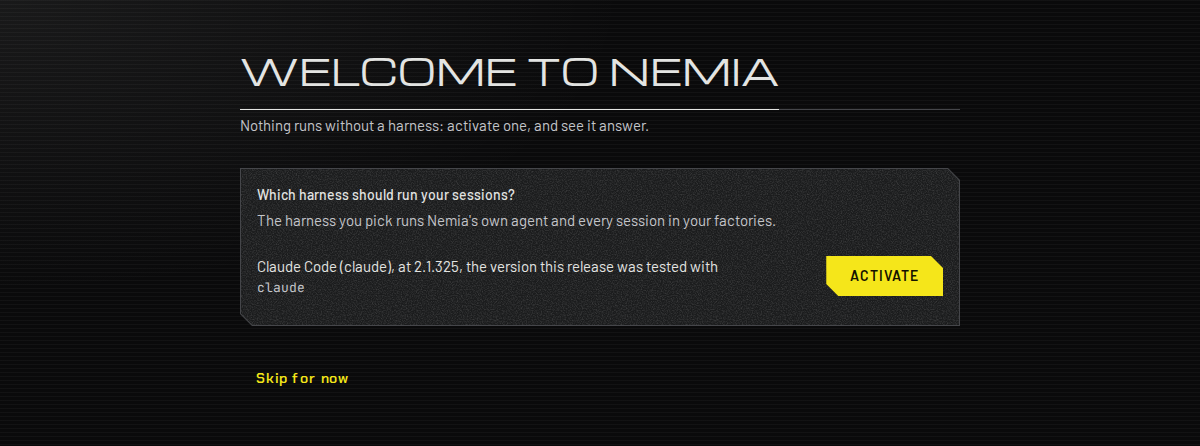 WELCOME TO NEMIA
Nothing runs without a harness: activate one, and see it answer.
Which harness should run your sessions?
The harness you pick runs Nemia's own agent and every session in your factories.
Claude Code (claude), at 2.1.325, the version this release was tested with
claude
ACTIVATE
Skip for now